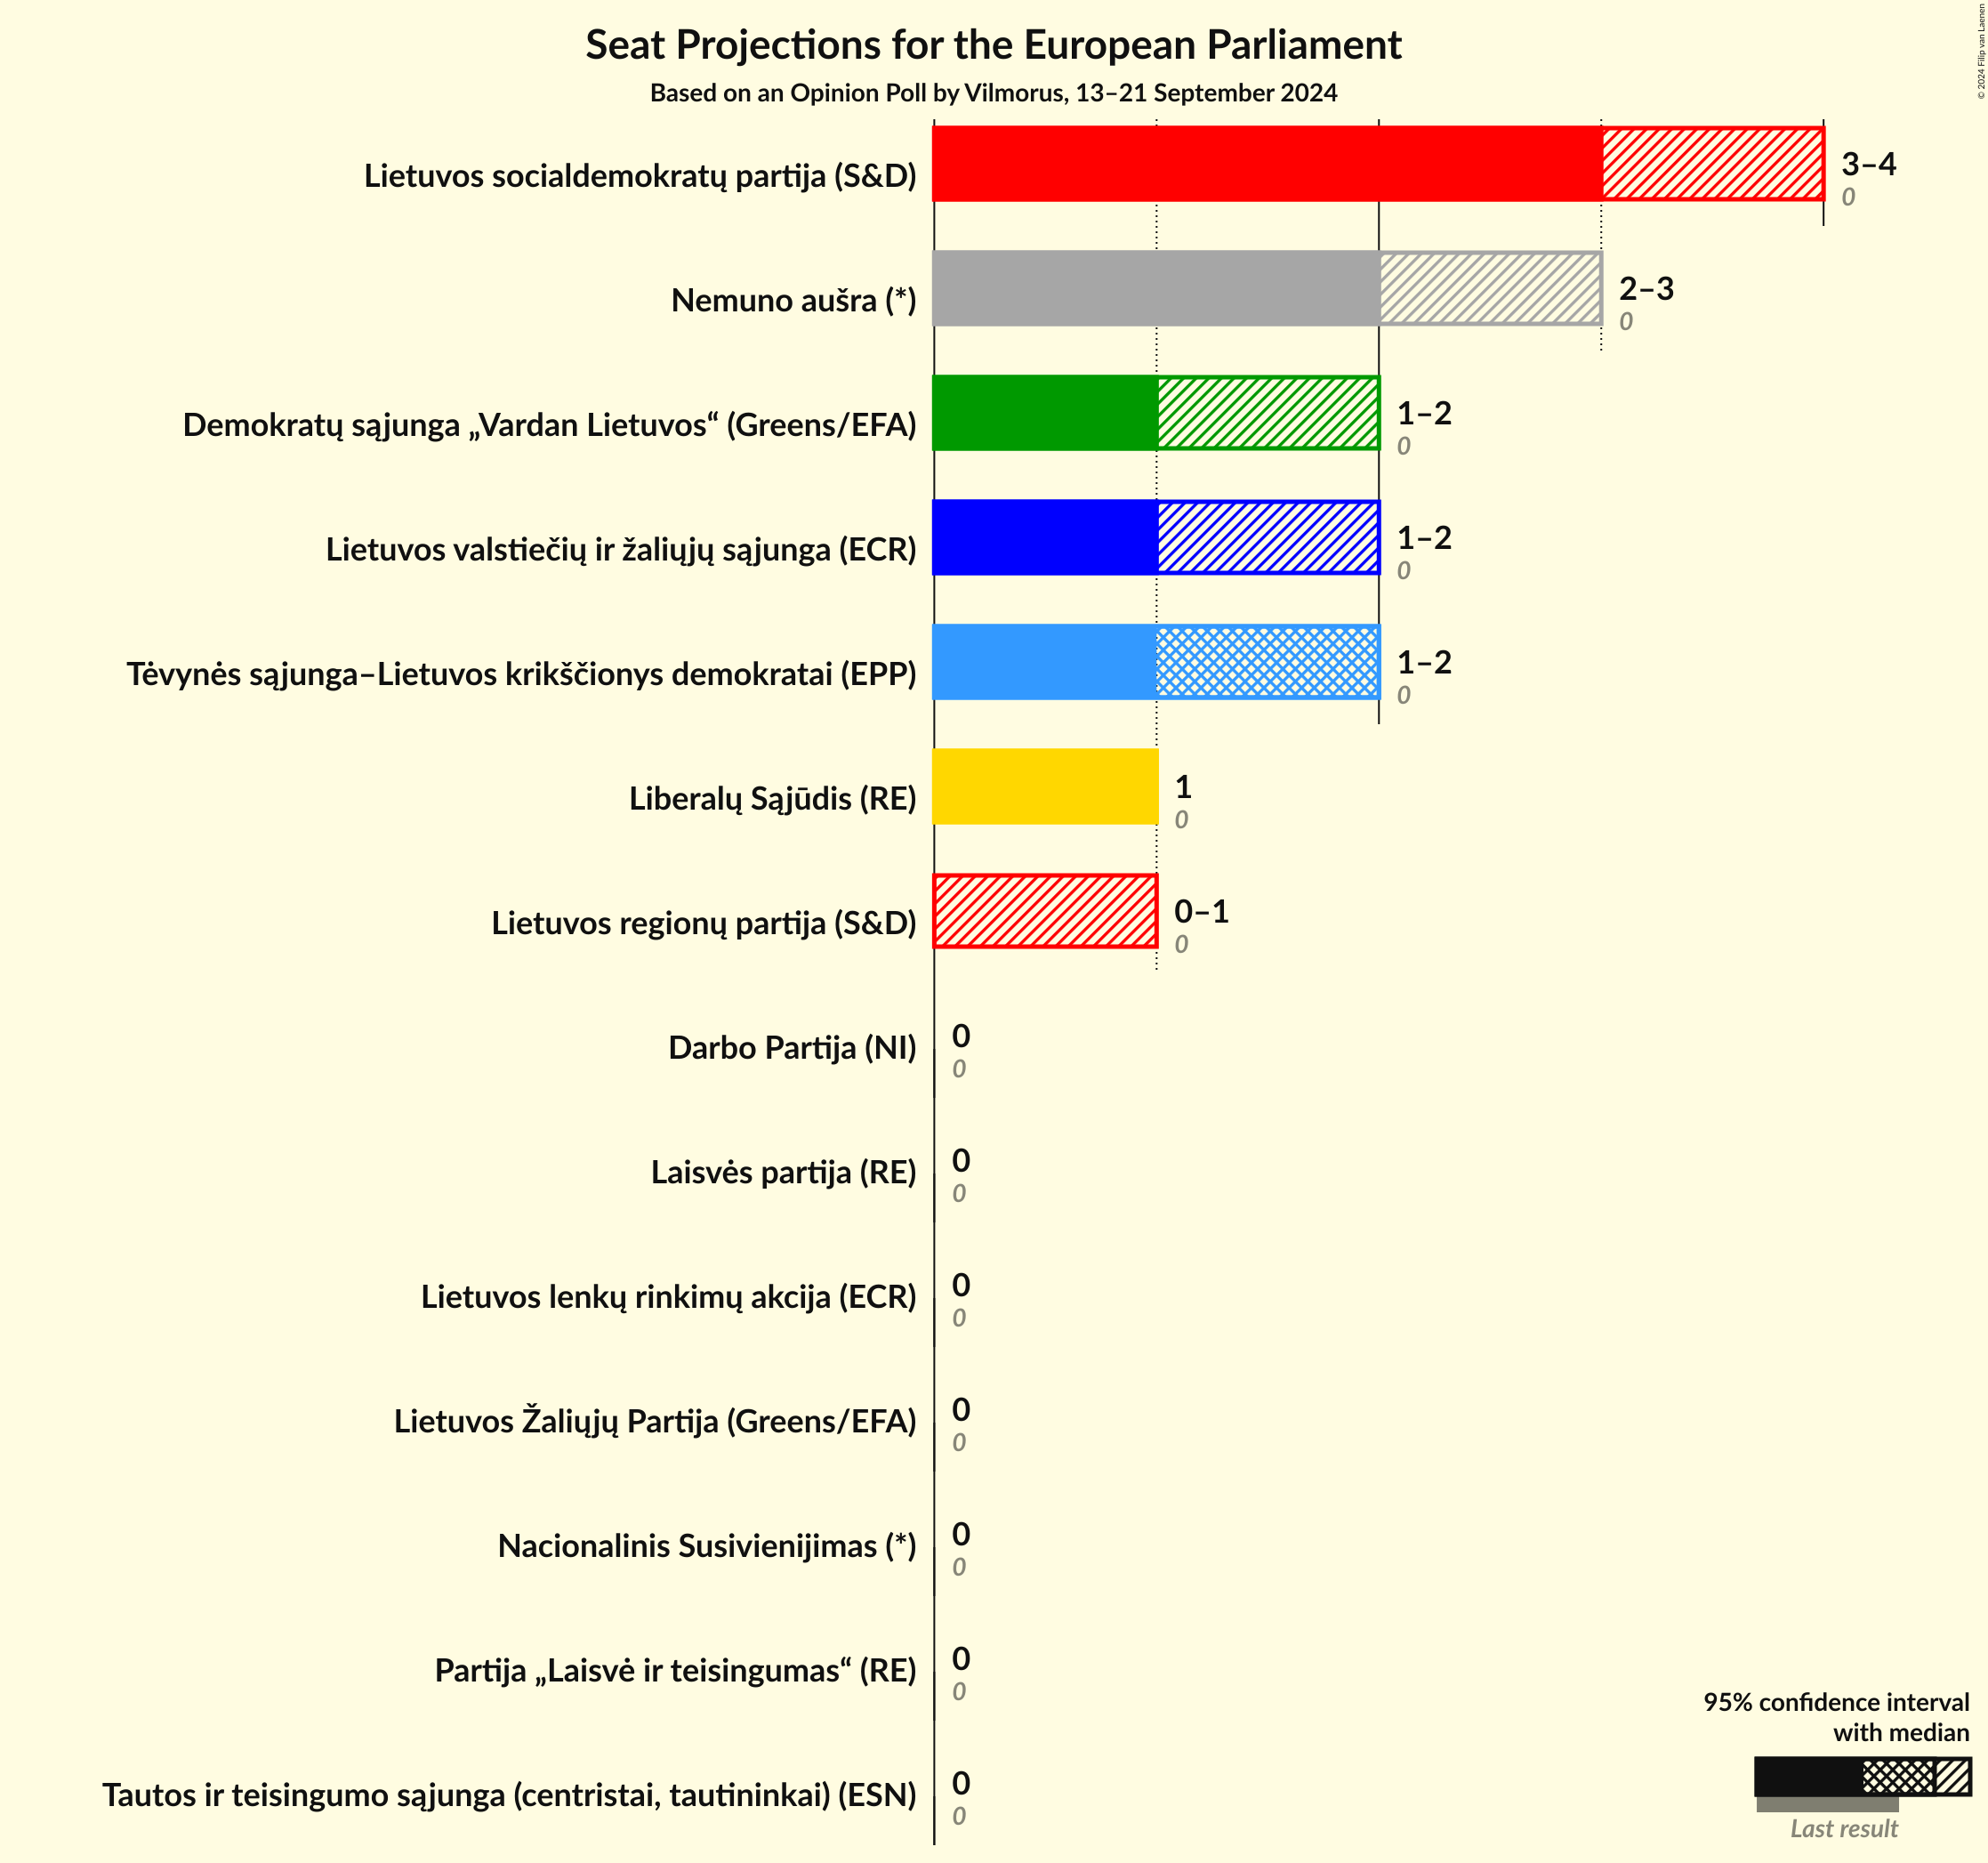 Seat Projections for the European Parliament
Based on an Opinion Poll by Vilmorus, 13–21 September 2024
© 2024 Filip van Laenen
Lietuvos socialdemokratų partija (S&D)
3–4
0
Nemuno aušra (*)
2–3
0
Demokratų sąjunga „Vardan Lietuvos“ (Greens/EFA)
1–2
0
Lietuvos valstiečių ir žaliųjų sąjunga (ECR)
1–2
0
Tėvynės sąjunga–Lietuvos krikščionys demokratai (EPP)
1–2
0
Liberalų Sąjūdis (RE)
1
0
Lietuvos regionų partija (S&D)
0–1
0
Darbo Partija (NI)
0
0
Laisvės partija (RE)
0
0
Lietuvos lenkų rinkimų akcija (ECR)
0
0
Lietuvos Žaliųjų Partija (Greens/EFA)
0
0
Nacionalinis Susivienijimas (*)
0
0
Partija „Laisvė ir teisingumas“ (RE)
0
0
Tautos ir teisingumo sąjunga (centristai, tautininkai) (ESN)
0
0
95% confidence interval
with median
Last result